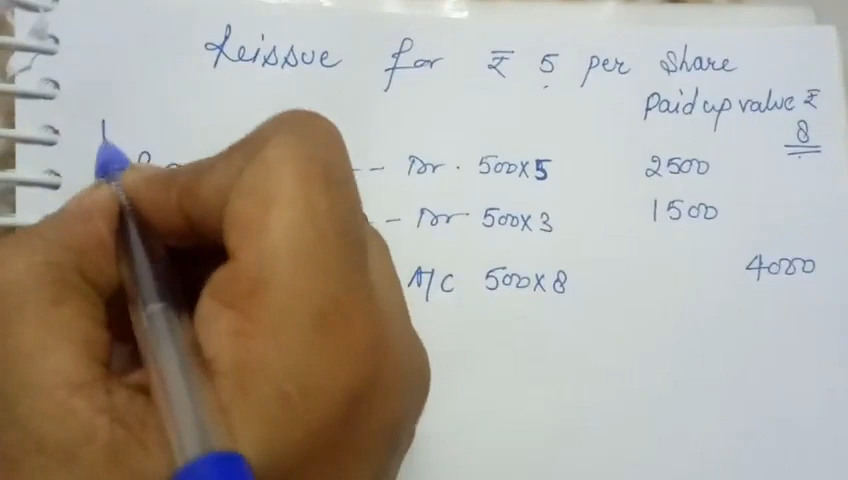 Reissue for ₹ 5 per share
Paid up value ₹
8
-- Dr. 500x5 2500
-- Dr 500x3 1500
A/C 500x8 4000